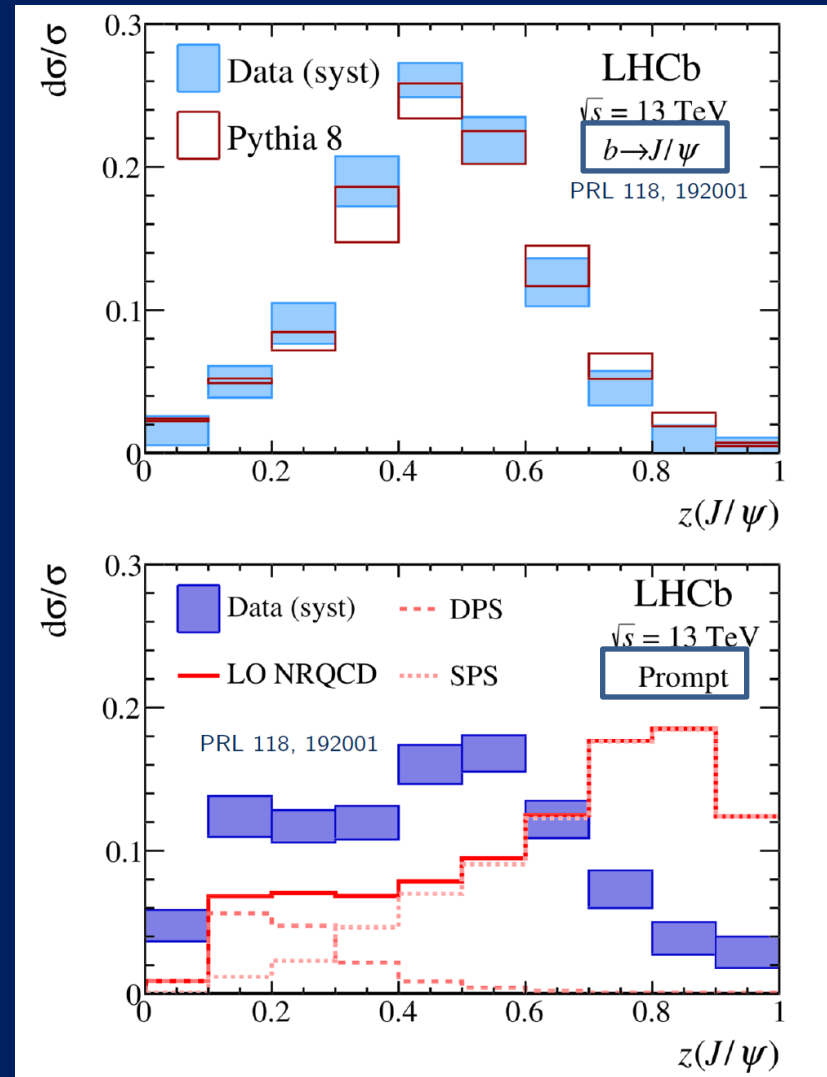 dσ/σ
0.3
0.2
0.1
0
Data (syst)
Pythia 8
LHCb
√s = 13 TeV
b→J/ψ
PRL 118, 192001
0 0.2 0.4 0.6 0.8 1
z(J/ψ)
dσ/σ
0.3
0.2
0.1
0
Data (syst) DPS
LO NRQCD SPS
LHCb
√s = 13 TeV
Prompt
PRL 118, 192001
0 0.2 0.4 0.6 0.8 1
z(J/ψ)